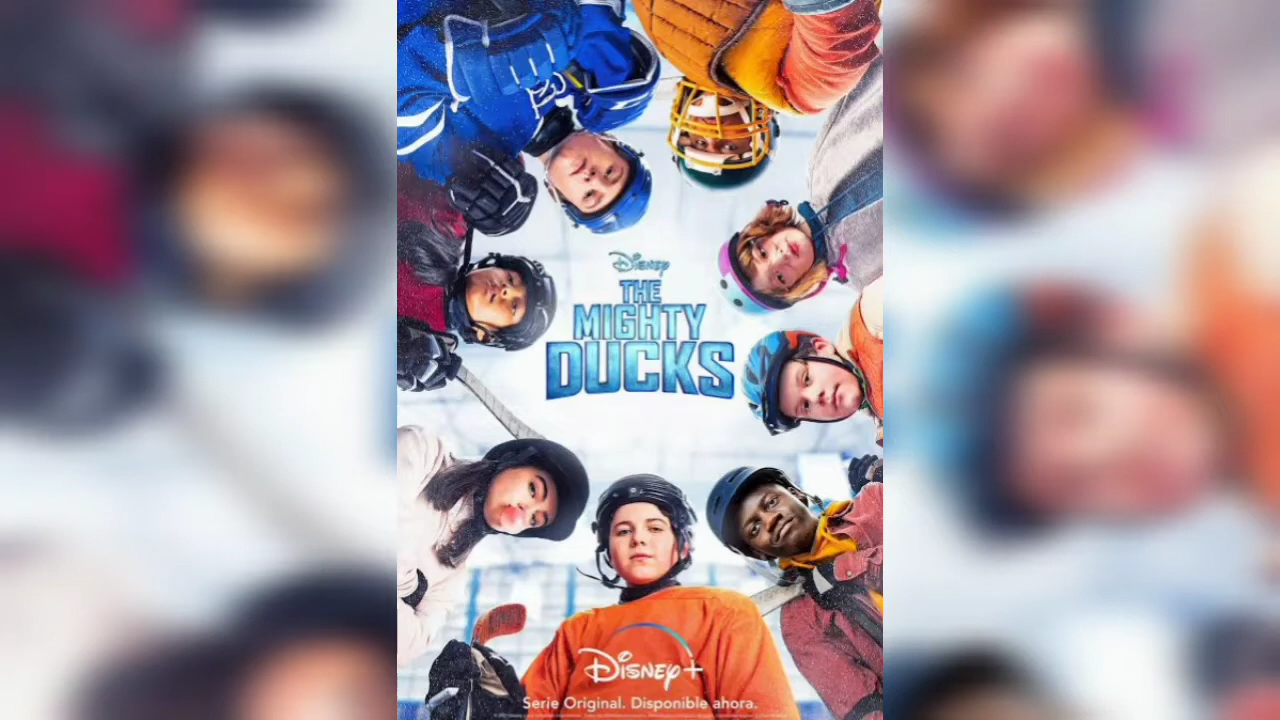 Disney
THE
MIGHTY
DUCKS
Disney+
Serie Original. Disponible ahora.